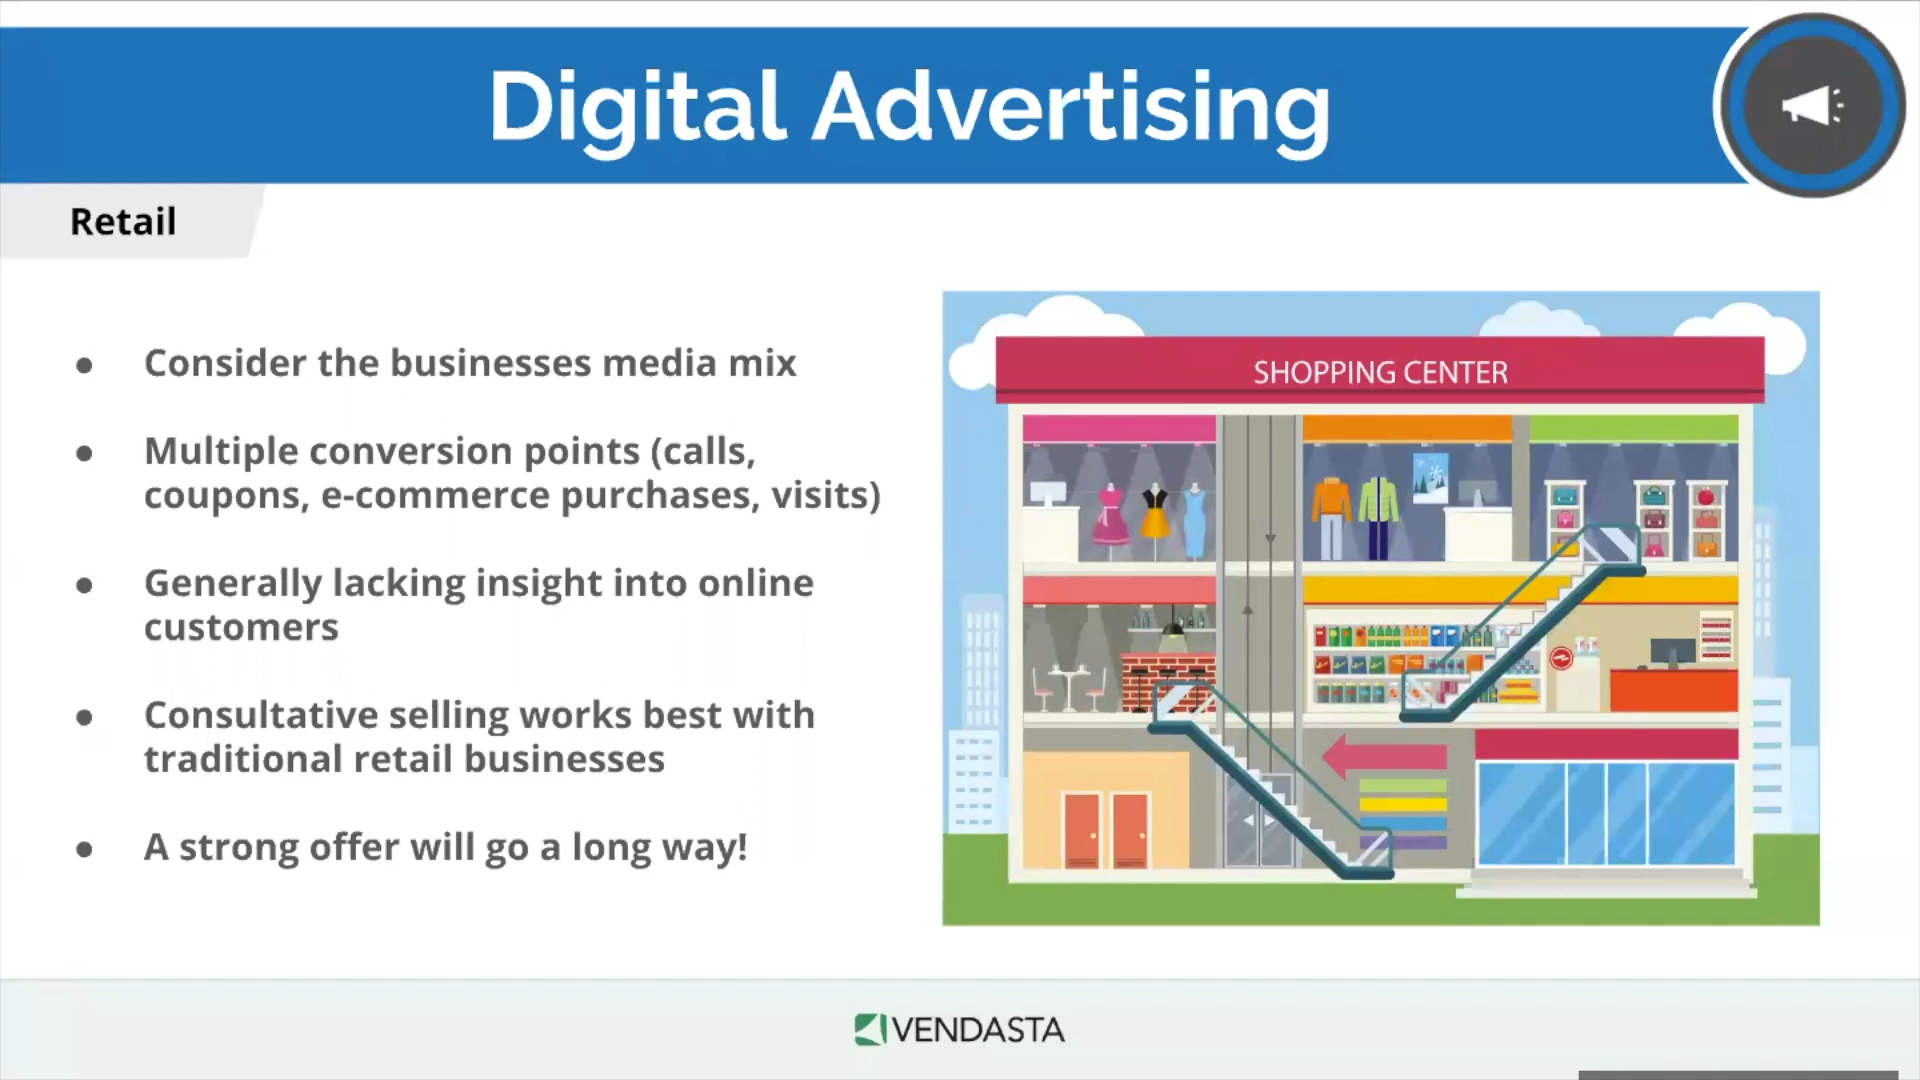 Digital Advertising
Retail
● Consider the businesses media mix
● Multiple conversion points (calls,
coupons, e-commerce purchases, visits)
● Generally lacking insight into online
customers
● Consultative selling works best with
traditional retail businesses
● A strong offer will go a long way!
SHOPPING CENTER
VENDASTA